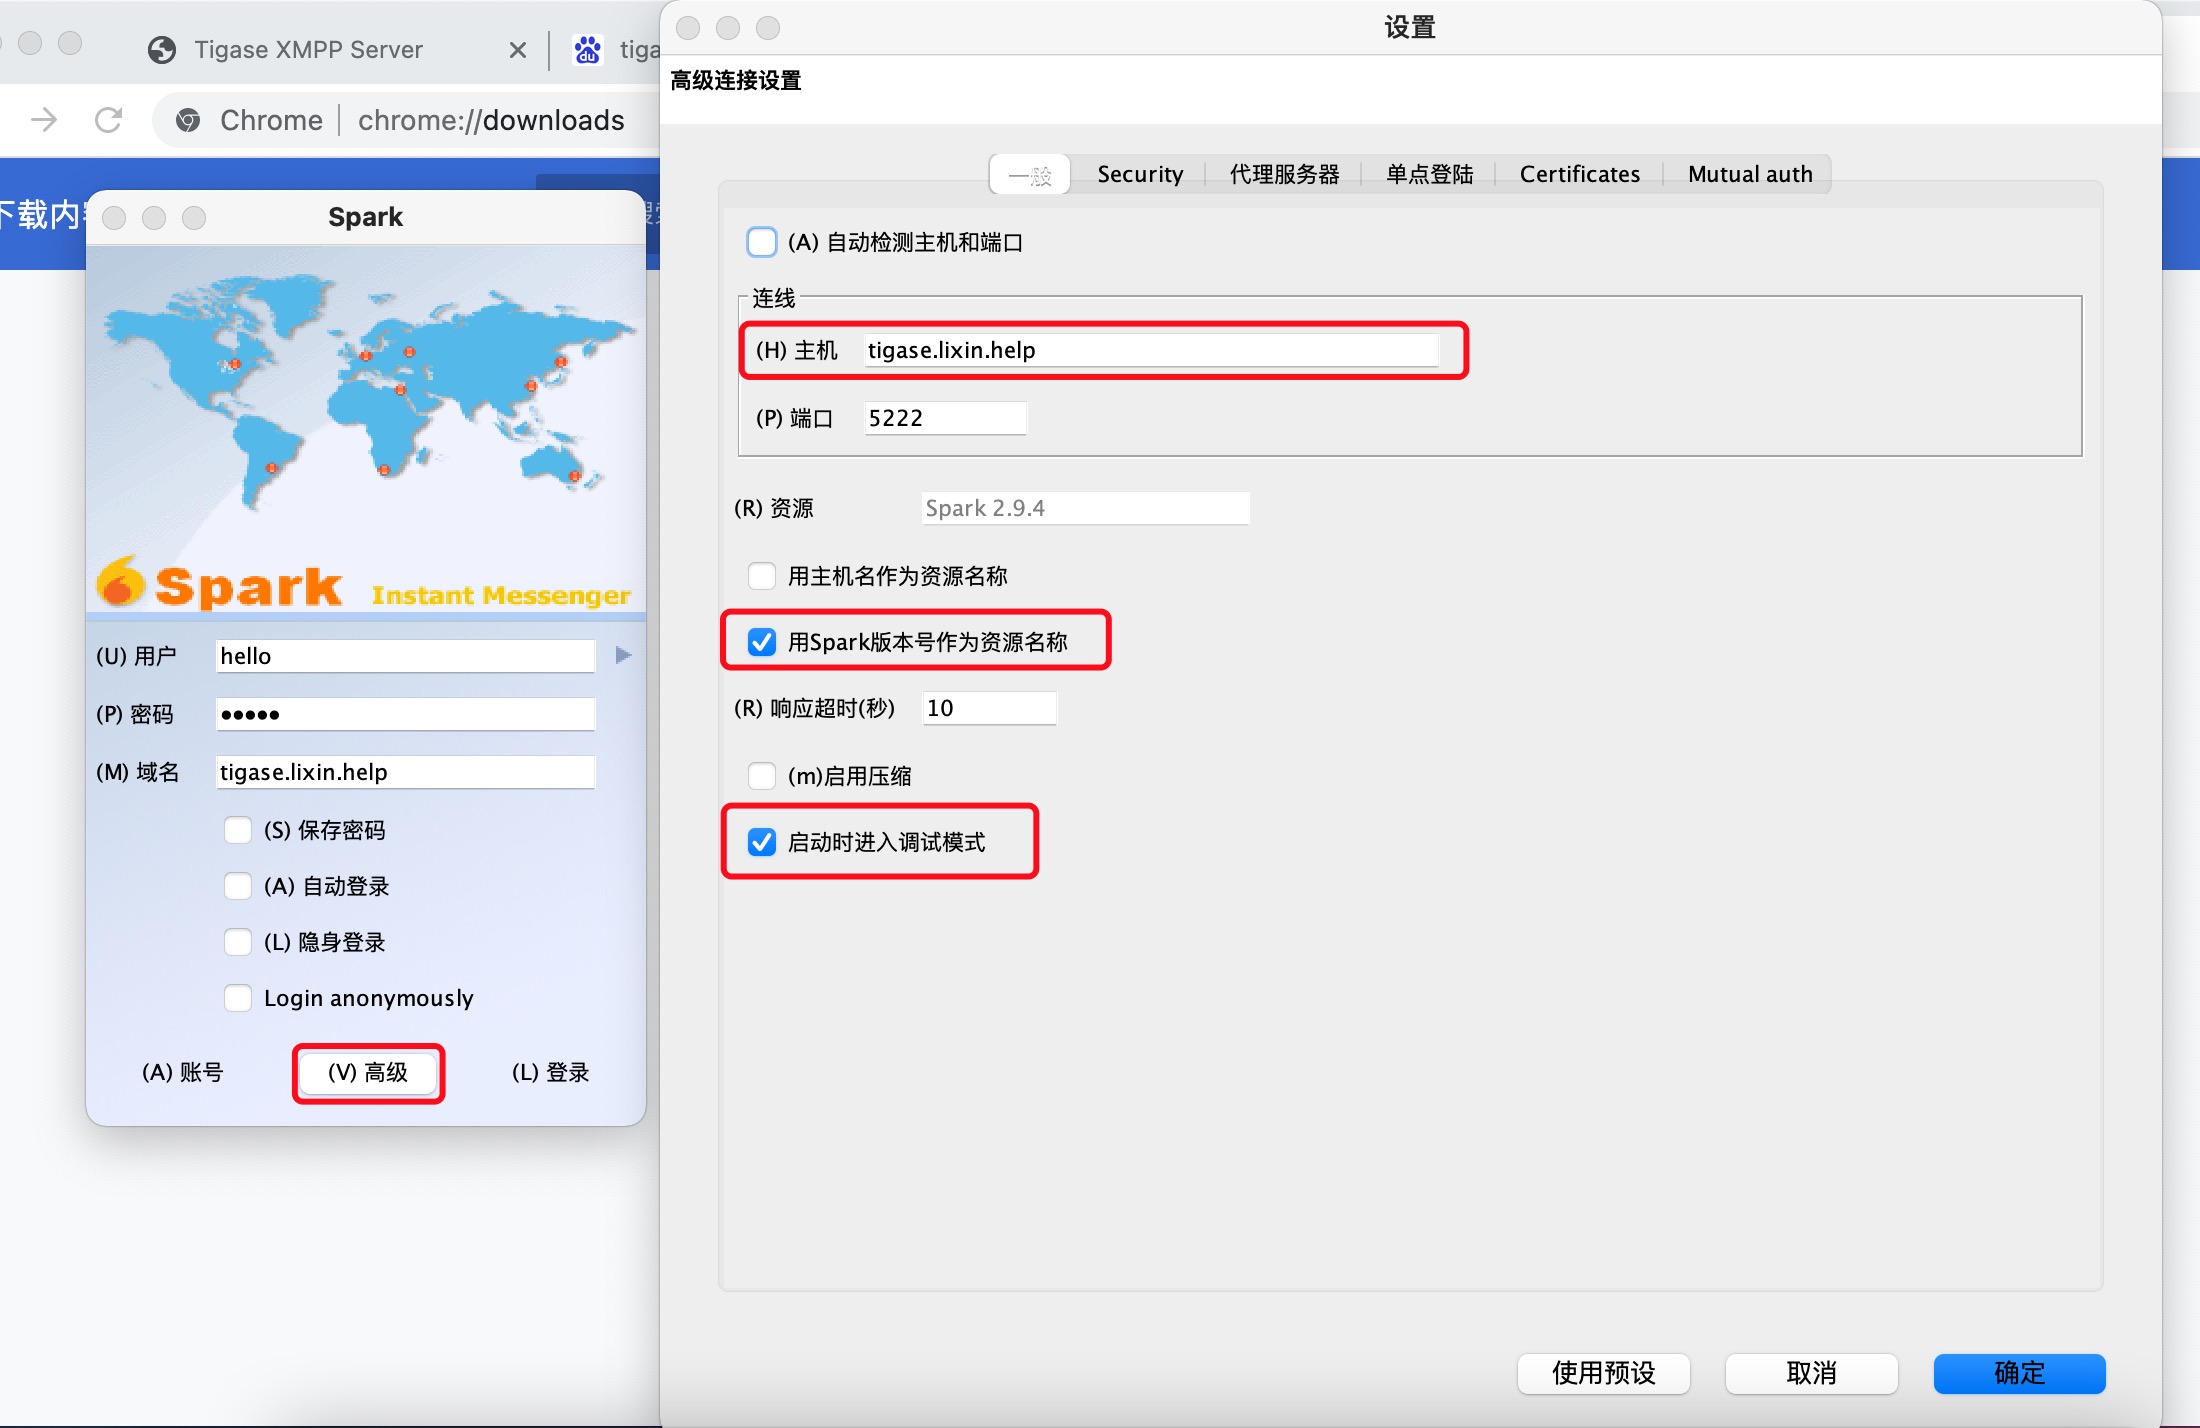 Tigase XMPP Server
tiga
Chrome
chrome://downloads
下载内
Spark
Spark Instant Messenger
(U) 用户 hello
(P) 密码 •••••
(M) 域名 tigase.lixin.help
(S) 保存密码
(A) 自动登录
(L) 隐身登录
Login anonymously
(A) 账号 (V) 高级 (L) 登录
设置
高级连接设置
一般 Security 代理服务器 单点登陆 Certificates Mutual auth
(A) 自动检测主机和端口
连线
(H) 主机 tigase.lixin.help
(P) 端口 5222
(R) 资源 Spark 2.9.4
用主机名作为资源名称
用Spark版本号作为资源名称
(R) 响应超时(秒) 10
(m)启用压缩
启动时进入调试模式
使用预设 取消 确定